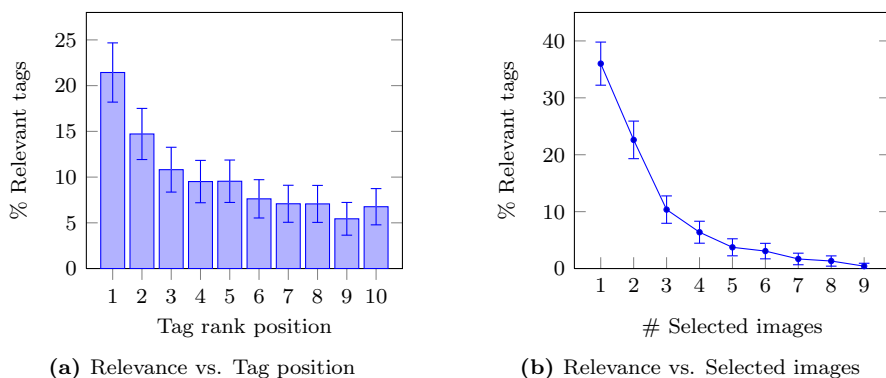 25
20
15
10
5
0
% Relevant tags
1 2 3 4 5 6 7 8 9 10
Tag rank position
(a) Relevance vs. Tag position
40
30
20
10
0
% Relevant tags
1 2 3 4 5 6 7 8 9
# Selected images
(b) Relevance vs. Selected images